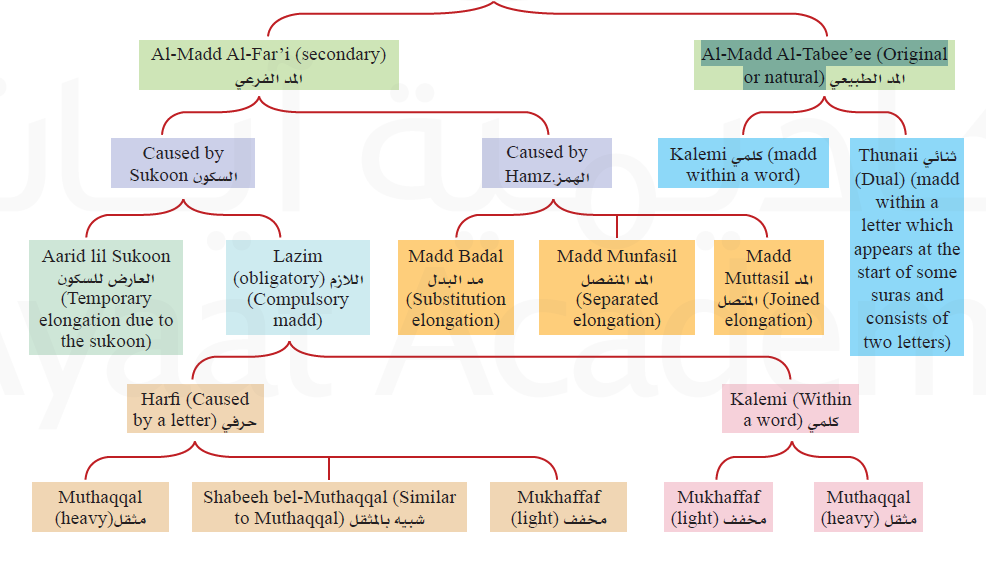 Al-Madd Al-Far’i (secondary)
المد الفرعي
Al-Madd Al-Tabee’ee (Original
or natural) المد الطبيعي
Caused by
Sukoon السكون
Caused by
Hamz.الهمز
Kalemi كلمي (madd
within a word)
Thunaii ثنائي
(Dual) (madd
within a
letter which
appears at the
start of some
suras and
consists of
two letters)
Aarid lil Sukoon
العارض للسكون
(Temporary
elongation due to
the sukoon)
Lazim
(obligatory) اللازم
(Compulsory
madd)
Madd Badal
مد البدل
(Substitution
elongation)
Madd Munfasil
المد المنفصل
(Separated
elongation)
Madd
Muttasil المد
المتصل (Joined
elongation)
Harfi (Caused
by a letter) حرفي
Kalemi (Within
a word) كلمي
Muthaqqal
(heavy)مثقل
Shabeeh bel-Muthaqqal (Similar
to Muthaqqal) شبيه بالمثقل
Mukhaffaf
(light) مخفف
Mukhaffaf
(light) مخفف
Muthaqqal
(heavy) مثقل